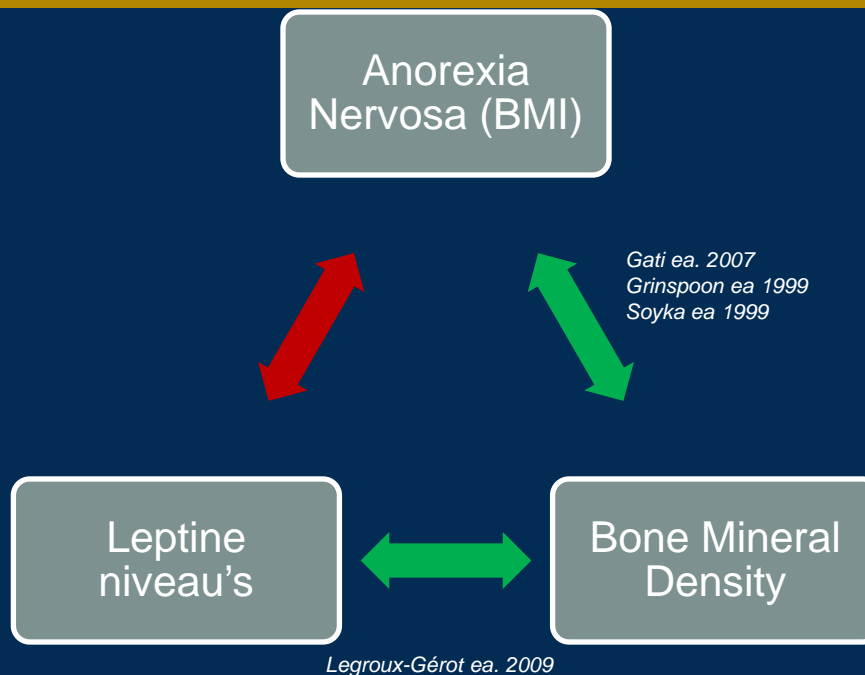 Anorexia
Nervosa (BMI)
Gati ea. 2007
Grinspoon ea 1999
Soyka ea 1999
Leptine
niveau's
Bone Mineral
Density
Legroux-Gérot ea. 2009